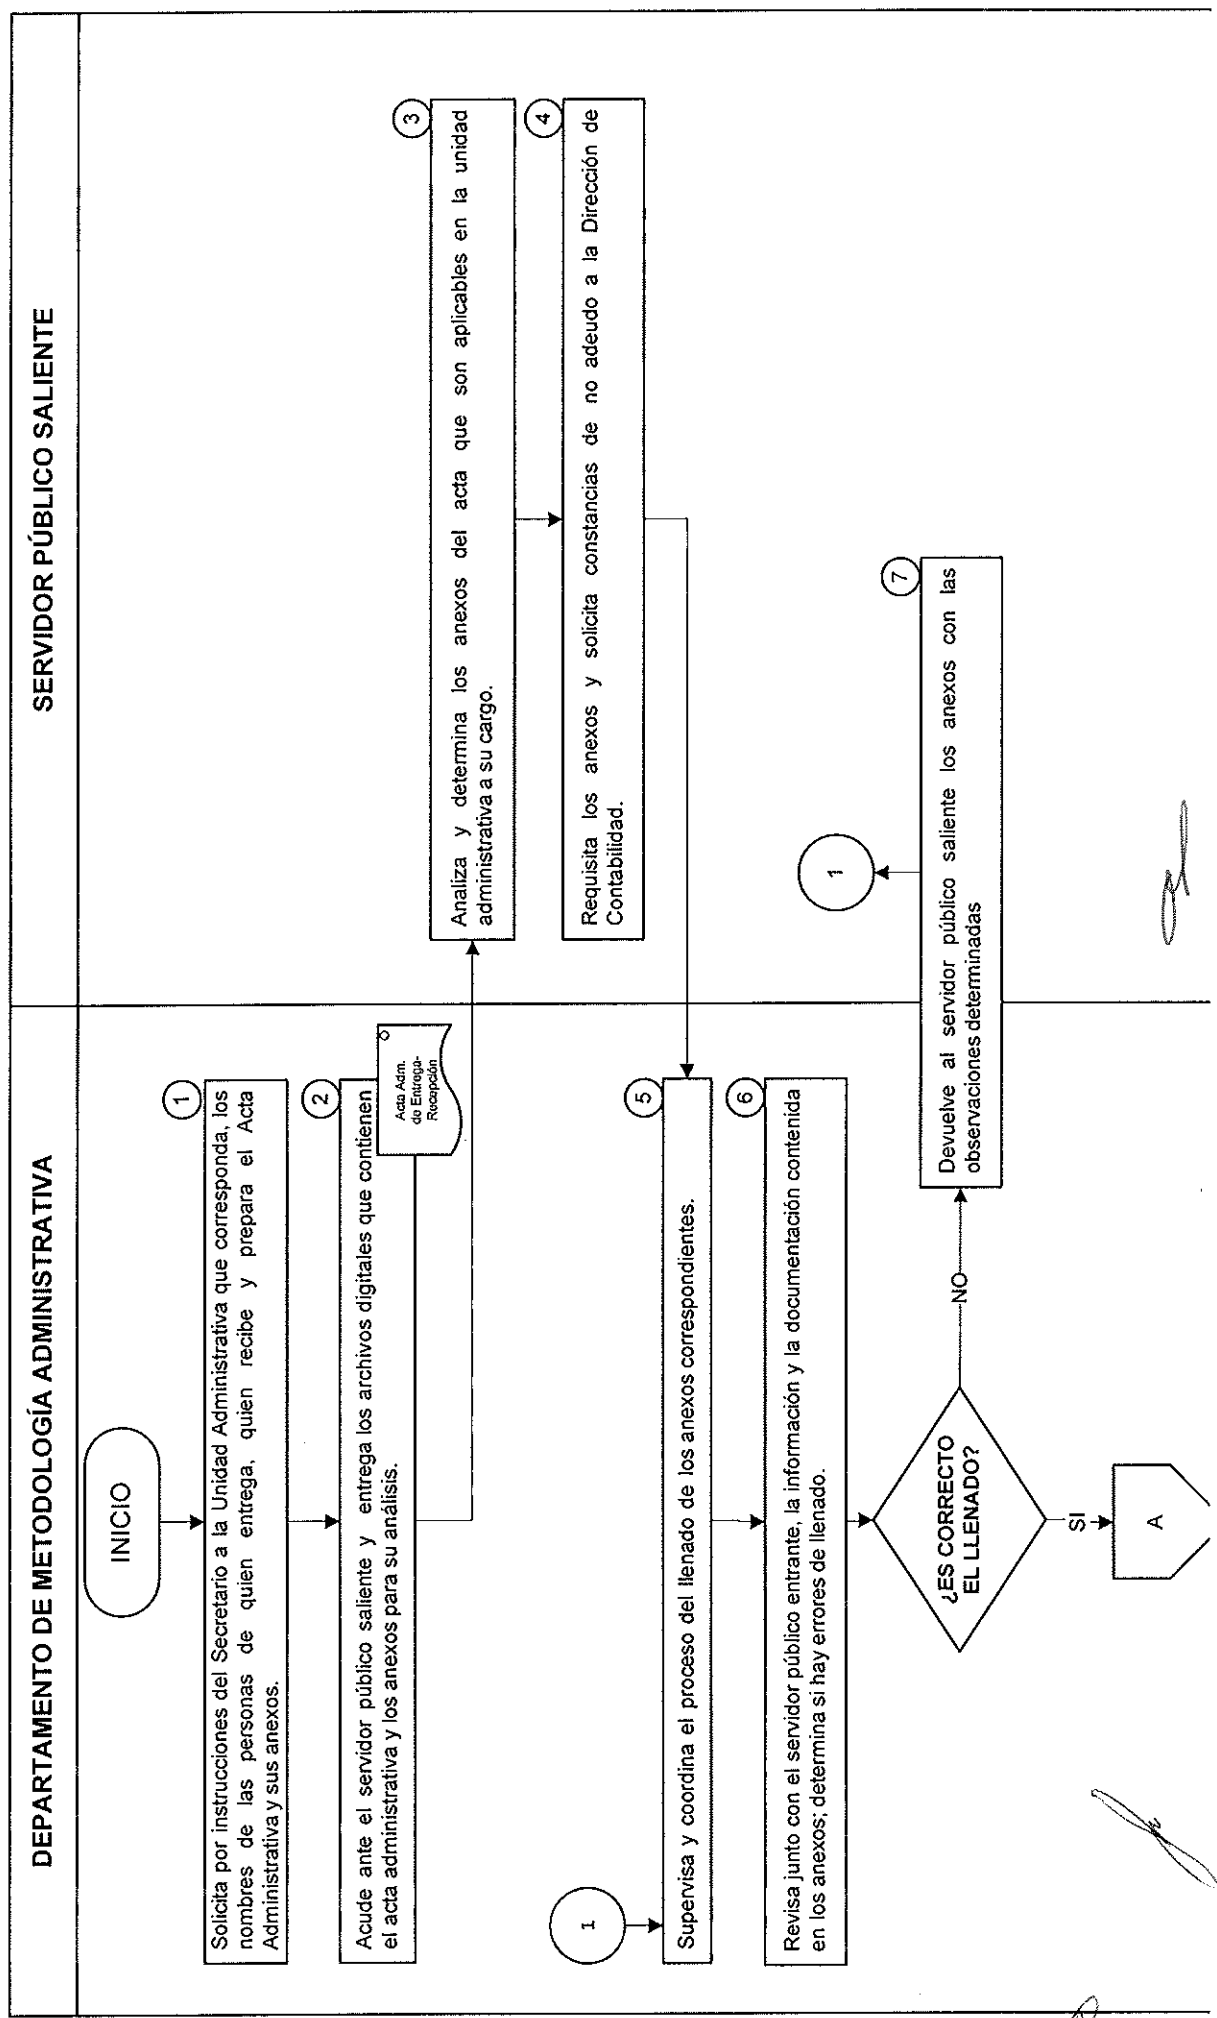 DEPARTAMENTO DE METODOLOGÍA ADMINISTRATIVA
SERVIDOR PÚBLICO SALIENTE
INICIO
1
Solicita por instrucciones del Secretario a la Unidad Administrativa que corresponda, los
nombres de las personas de quien entrega, quien recibe y prepara el Acta
Administrativa y sus anexos.
2
Acude ante el servidor público saliente y entrega los archivos digitales que contienen
el acta administrativa y los anexos para su análisis.
Acta Adm.
de Entrega-
Recepción
3
Analiza y determina los anexos del acta que son aplicables en la unidad
administrativa a su cargo.
4
Requisita los anexos y solicita constancias de no adeudo a la Dirección de
Contabilidad.
1
5
Supervisa y coordina el proceso del llenado de los anexos correspondientes.
6
Revisa junto con el servidor público entrante, la información y la documentación contenida
en los anexos; determina si hay errores de llenado.
¿ES CORRECTO
EL LLENADO?
NO
7
Devuelve al servidor público saliente los anexos con las
observaciones determinadas
1
SI
A